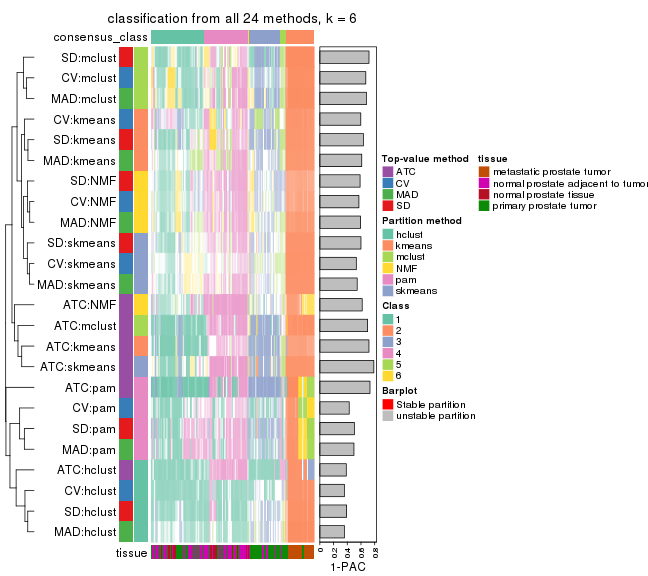 classification from all 24 methods, k = 6
consensus_class
SD:mclust
CV:mclust
MAD:mclust
CV:kmeans
SD:kmeans
MAD:kmeans
SD:NMF
CV:NMF
MAD:NMF
SD:skmeans
CV:skmeans
MAD:skmeans
ATC:NMF
ATC:mclust
ATC:kmeans
ATC:skmeans
ATC:pam
CV:pam
SD:pam
MAD:pam
ATC:hclust
CV:hclust
SD:hclust
MAD:hclust
tissue
0 0.2 0.4 0.6 0.8
1-PAC
Top-value method
ATC
CV
MAD
SD
Partition method
hclust
kmeans
mclust
NMF
pam
skmeans
Class
1
2
3
4
5
6
Barplot
Stable partition
unstable partition
tissue
metastatic prostate tumor
normal prostate adjacent to tumor
normal prostate tissue
primary prostate tumor